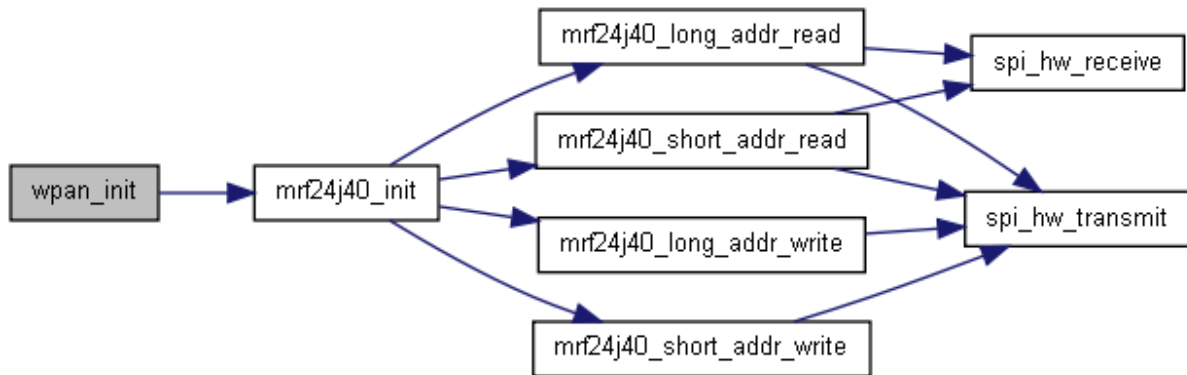 mrf24j40_long_addr_read
spi_hw_receive
mrf24j40_short_addr_read
wpan_init
mrf24j40_init
spi_hw_transmit
mrf24j40_long_addr_write
mrf24j40_short_addr_write